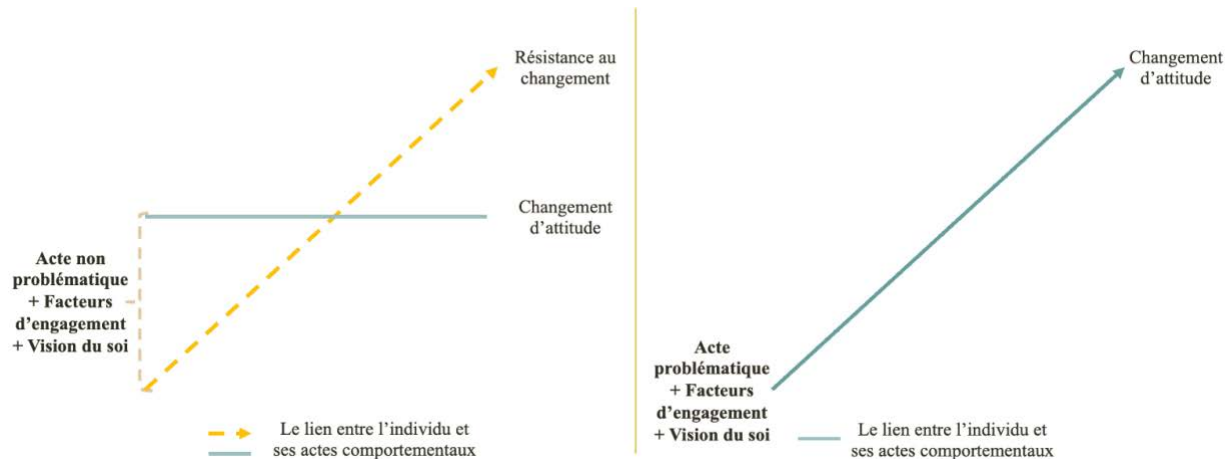 Résistance au
changement
Changement
d’attitude
Acte non
problématique
+ Facteurs
d’engagement
+ Vision du soi
Le lien entre l’individu et
ses actes comportementaux
Changement
d’attitude
Acte
problématique
+ Facteurs
d’engagement
+ Vision du soi
Le lien entre l’individu et
ses actes comportementaux